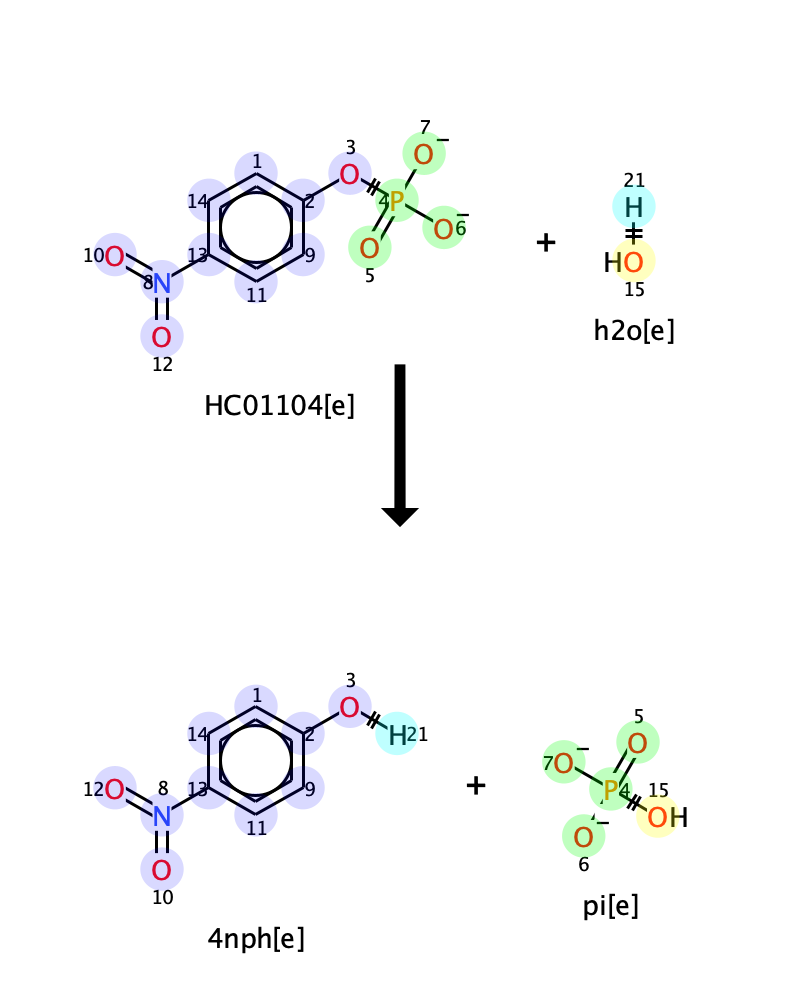 7
O −
3
21
1
O
H
14
2
4 P
O − 6
+
10 O
13
9
O
HO
8 N
5
15
11
h2o[e]
O
12
HC01104[e]
3
1
O
5
14
2
H 21
7 O −
O
12 O
8
13
9
+
P 4
15
N
11
OH
O −
O
6
10
pi[e]
4nph[e]